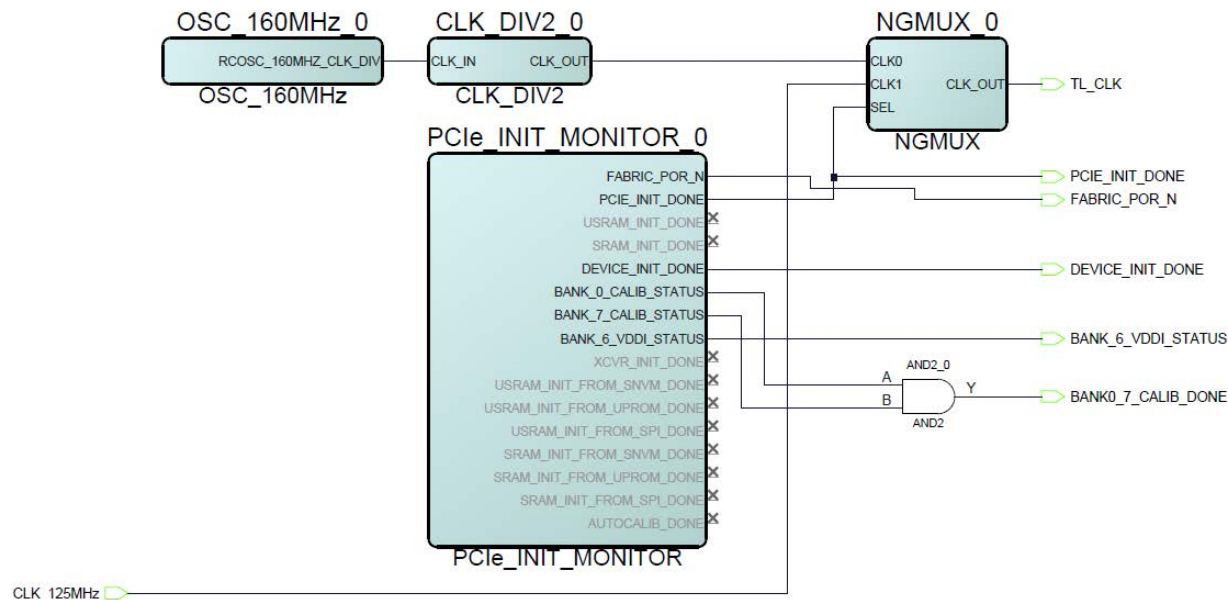 OSC_160MHz_0
CLK_DIV2_0
NGMUX_0
RCOSC_160MHZ_CLK_DIV
CLK_IN
CLK_OUT
CLK0
CLK1
CLK_OUT
SEL
TL_CLK
OSC_160MHz
CLK_DIV2
NGMUX
PCIe_INIT_MONITOR_0
FABRIC_POR_N
PCIE_INIT_DONE
USRAM_INIT_DONE
SRAM_INIT_DONE
DEVICE_INIT_DONE
BANK_0_CALIB_STATUS
BANK_7_CALIB_STATUS
BANK_6_VDDI_STATUS
XCVR_INIT_DONE
USRAM_INIT_FROM_SNVM_DONE
USRAM_INIT_FROM_UPROM_DONE
USRAM_INIT_FROM_SPI_DONE
SRAM_INIT_FROM_SNVM_DONE
SRAM_INIT_FROM_UPROM_DONE
SRAM_INIT_FROM_SPI_DONE
AUTOCALIB_DONE
PCIe_INIT_MONITOR
PCIE_INIT_DONE
FABRIC_POR_N
DEVICE_INIT_DONE
BANK_6_VDDI_STATUS
AND2_0
A
B
Y
AND2
BANK0_7_CALIB_DONE
CLK_125MHz